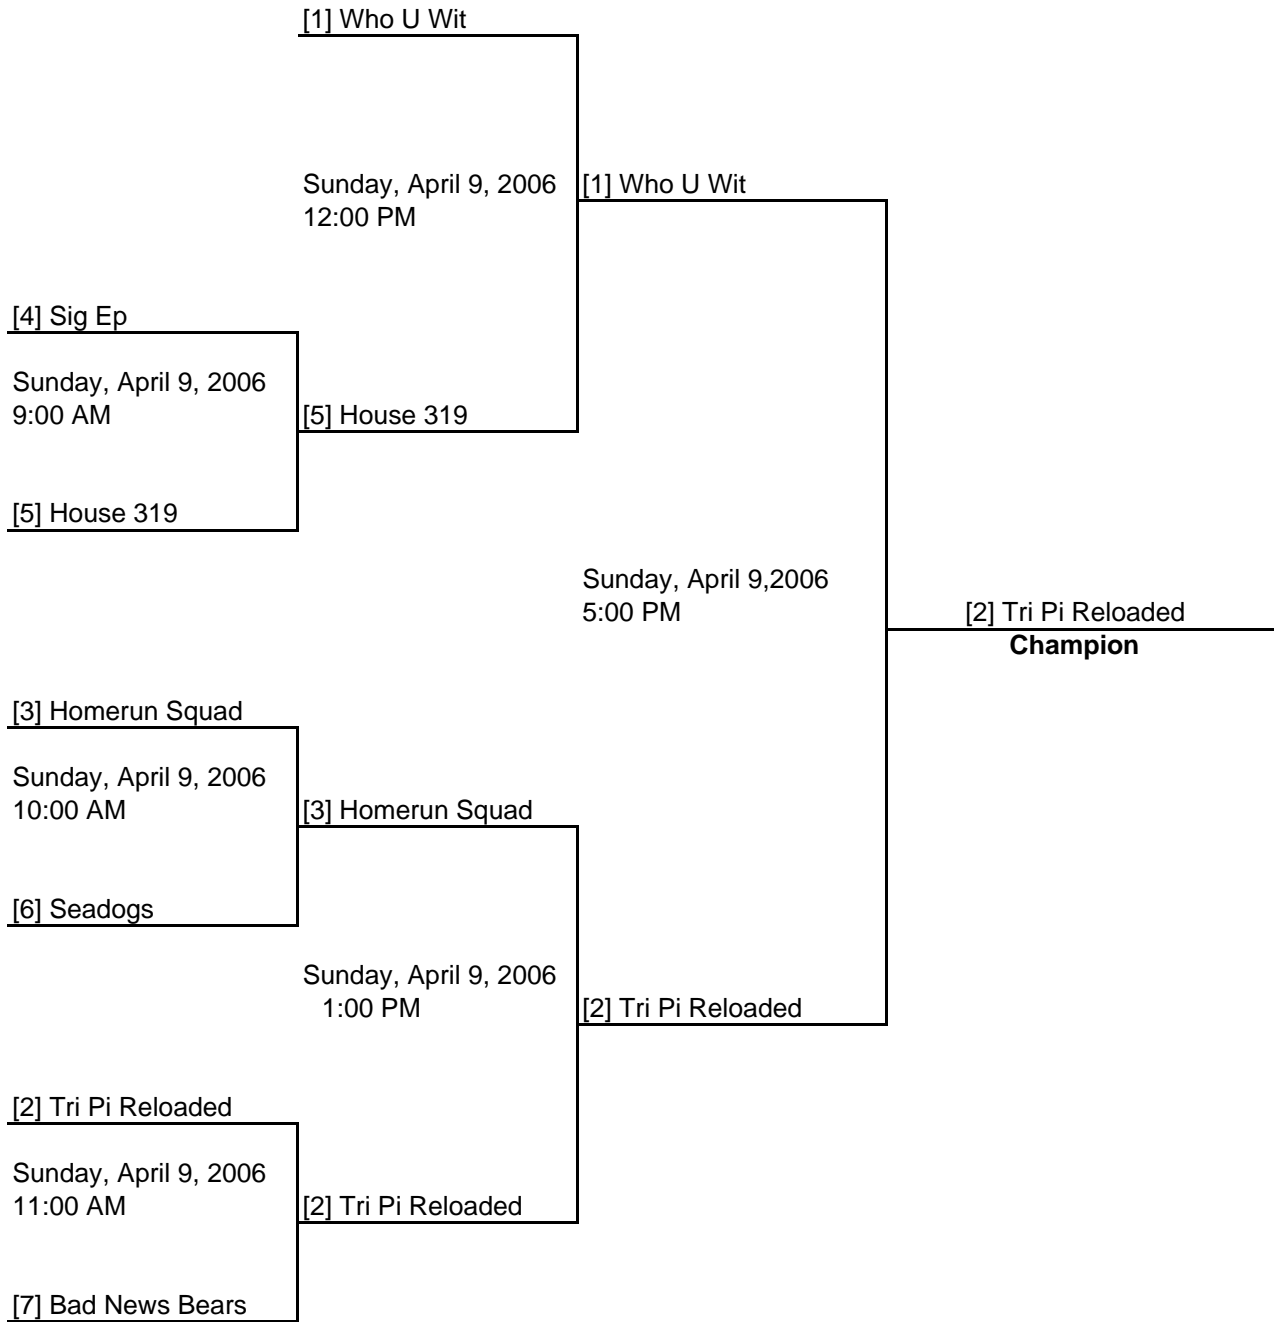 [1] Who U Wit
Sunday, April 9, 2006
12:00 PM
[1] Who U Wit
[4] Sig Ep
Sunday, April 9, 2006
9:00 AM
[5] House 319
[5] House 319
Sunday, April 9,2006
5:00 PM
[2] Tri Pi Reloaded
Champion
[3] Homerun Squad
Sunday, April 9, 2006
10:00 AM
[3] Homerun Squad
[6] Seadogs
Sunday, April 9, 2006
1:00 PM
[2] Tri Pi Reloaded
[2] Tri Pi Reloaded
Sunday, April 9, 2006
11:00 AM
[2] Tri Pi Reloaded
[7] Bad News Bears